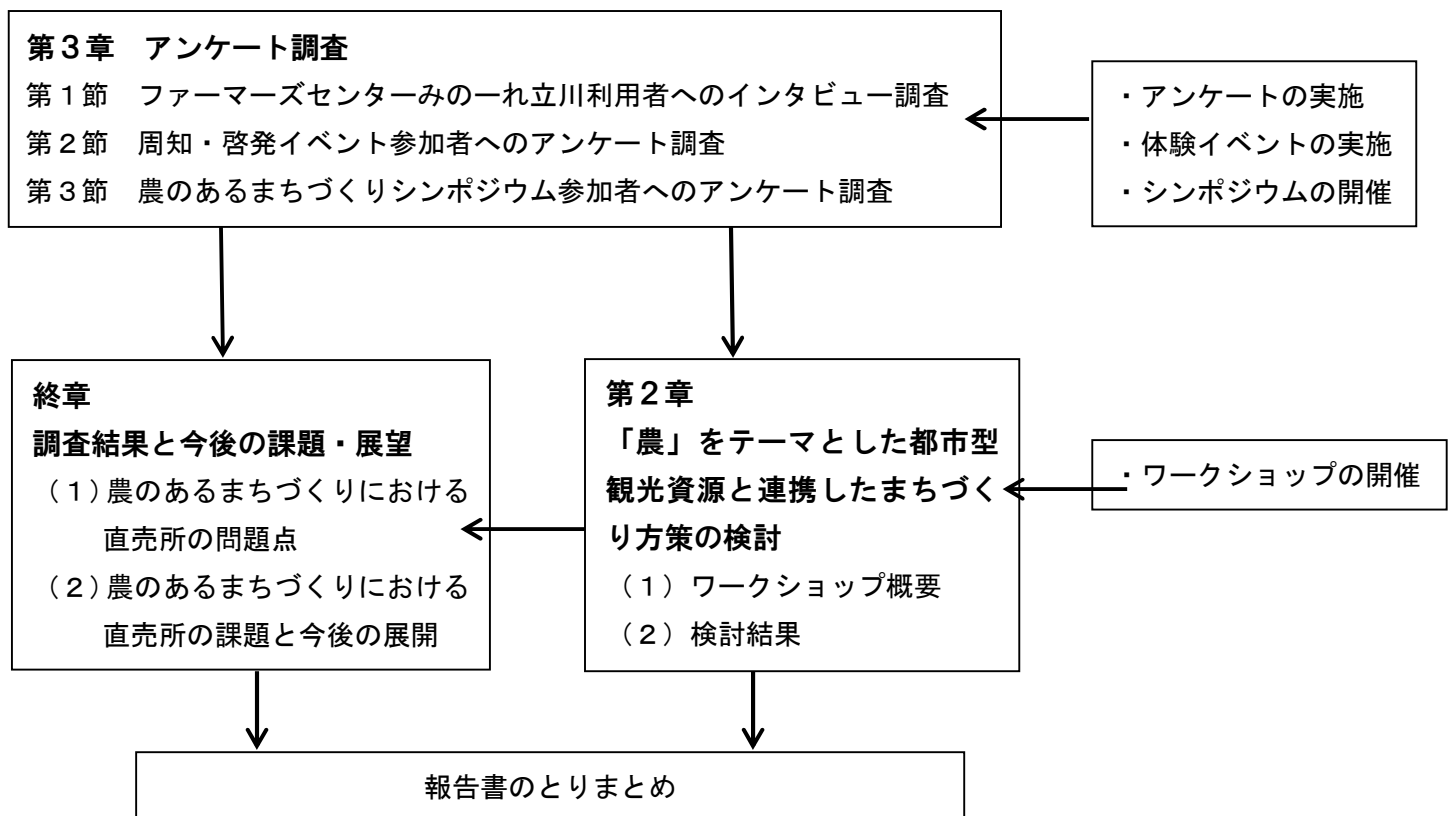 第３章　アンケート調査
第１節　ファーマーズセンターみのーれ立川利用者へのインタビュー調査
第２節　周知・啓発イベント参加者へのアンケート調査
第３節　農のあるまちづくりシンポジウム参加者へのアンケート調査
・アンケートの実施
・体験イベントの実施
・シンポジウムの開催
終章
調査結果と今後の課題・展望
（１）農のあるまちづくりにおける
直売所の問題点
（２）農のあるまちづくりにおける
直売所の課題と今後の展開
第２章
「農」をテーマとした都市型
観光資源と連携したまちづく
り方策の検討
（１）ワークショップ概要
（２）検討結果
・ワークショップの開催
報告書のとりまとめ